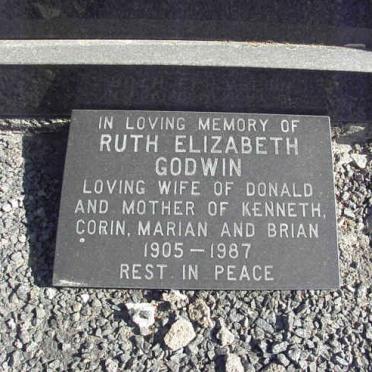 IN LOVING MEMORY OF
RUTH ELIZABETH
GODWIN
LOVING WIFE OF DONALD
AND MOTHER OF KENNETH,
CORIN, MARIAN AND BRIAN
1905 – 1987
REST IN PEACE